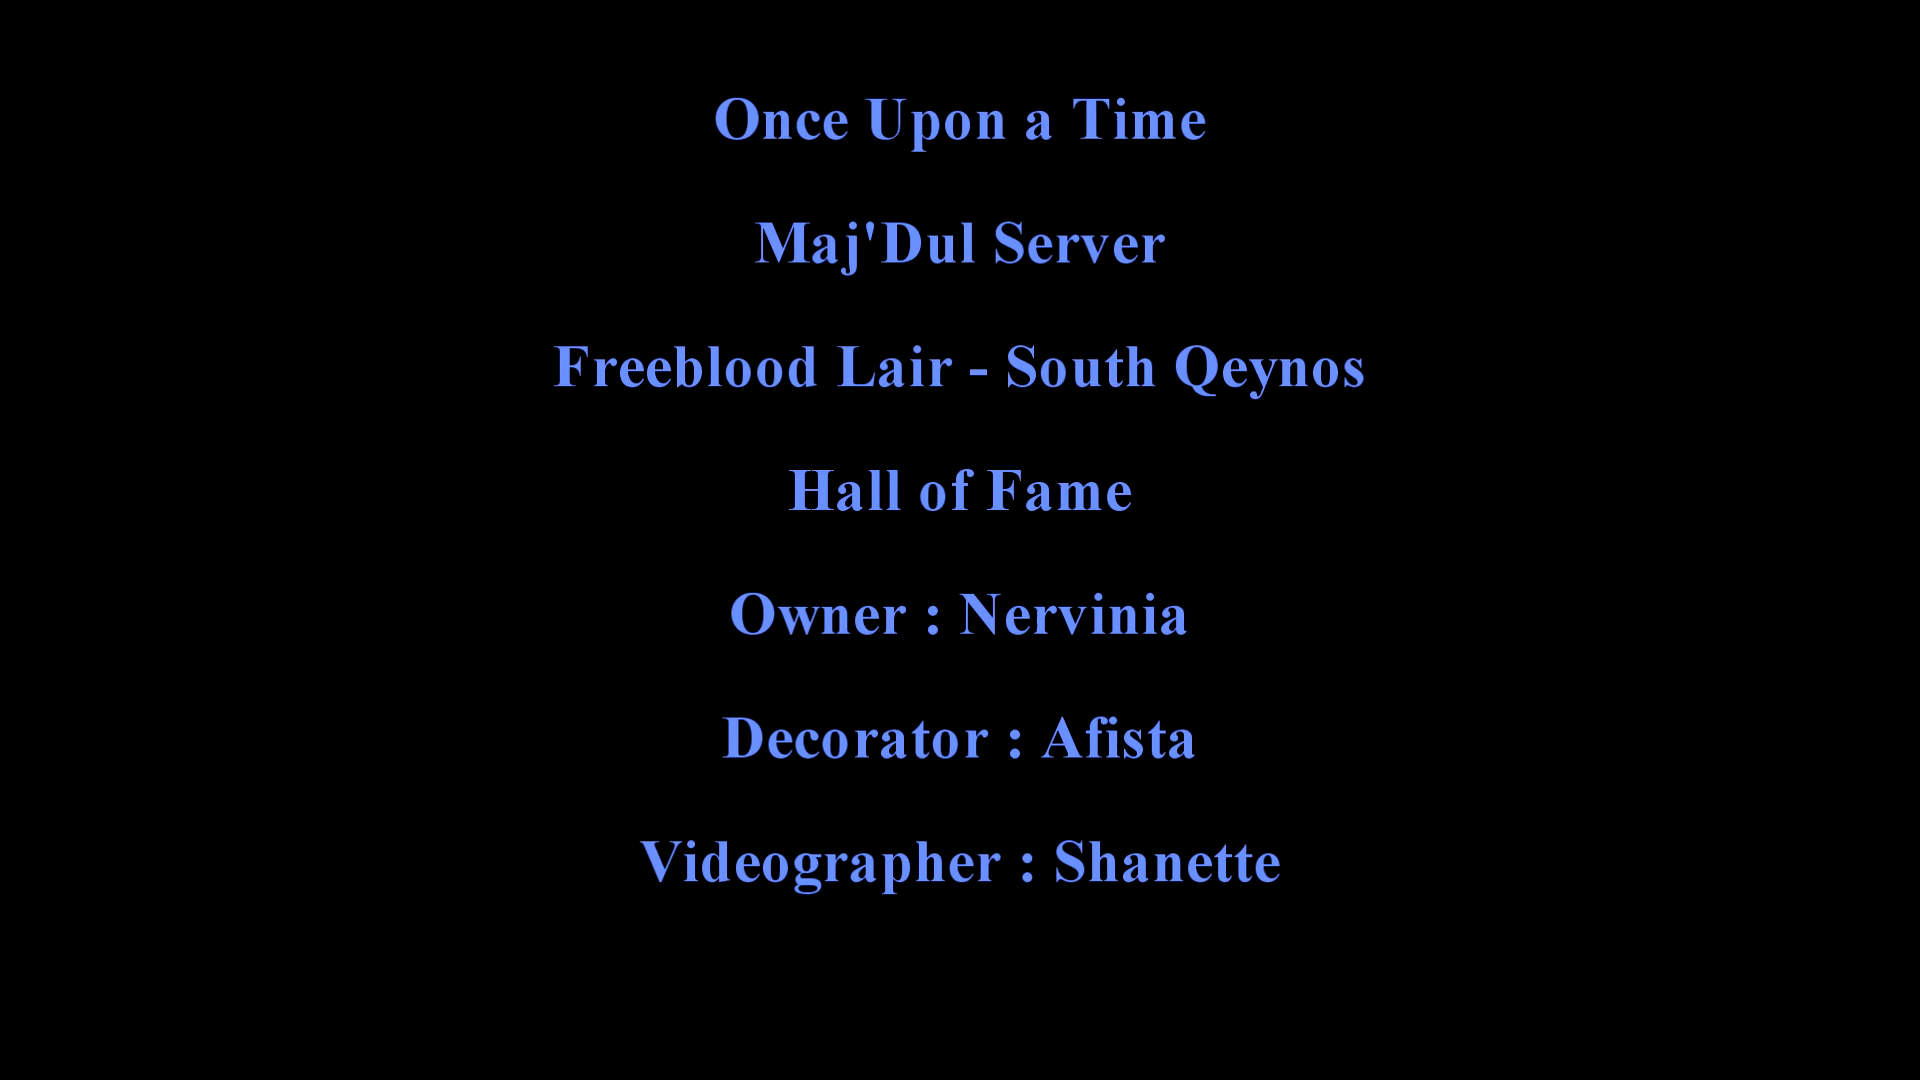 Once Upon a Time
Maj'Dul Server
Freeblood Lair - South Qeynos
Hall of Fame
Owner : Nervinia
Decorator : Afista
Videographer : Shanette